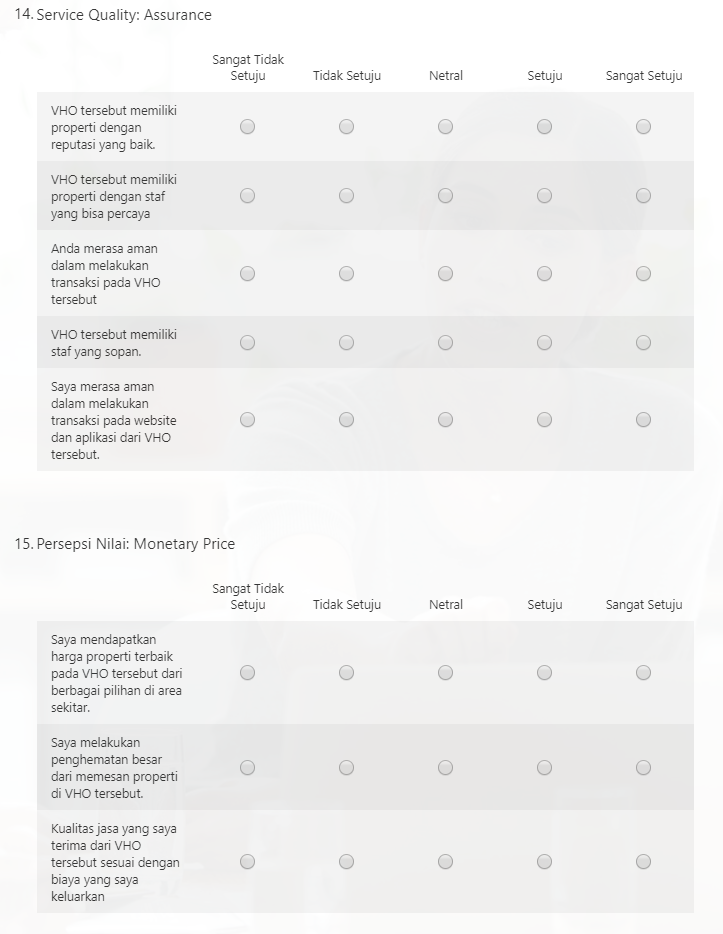 14. Service Quality: Assurance
Sangat Tidak
Setuju
Tidak Setuju
Netral
Setuju
Sangat Setuju
VHO tersebut memiliki
properti dengan
reputasi yang baik.
VHO tersebut memiliki
properti dengan staf
yang bisa percaya
Anda merasa aman
dalam melakukan
transaksi pada VHO
tersebut
VHO tersebut memiliki
staf yang sopan.
Saya merasa aman
dalam melakukan
transaksi pada website
dan aplikasi dari VHO
tersebut.
15. Persepsi Nilai: Monetary Price
Sangat Tidak
Setuju
Tidak Setuju
Netral
Setuju
Sangat Setuju
Saya mendapatkan
harga properti terbaik
pada VHO tersebut dari
berbagai pilihan di area
sekitar.
Saya melakukan
penghematan besar
dari memesan properti
di VHO tersebut.
Kualitas jasa yang saya
terima dari VHO
tersebut sesuai dengan
biaya yang saya
keluarkan